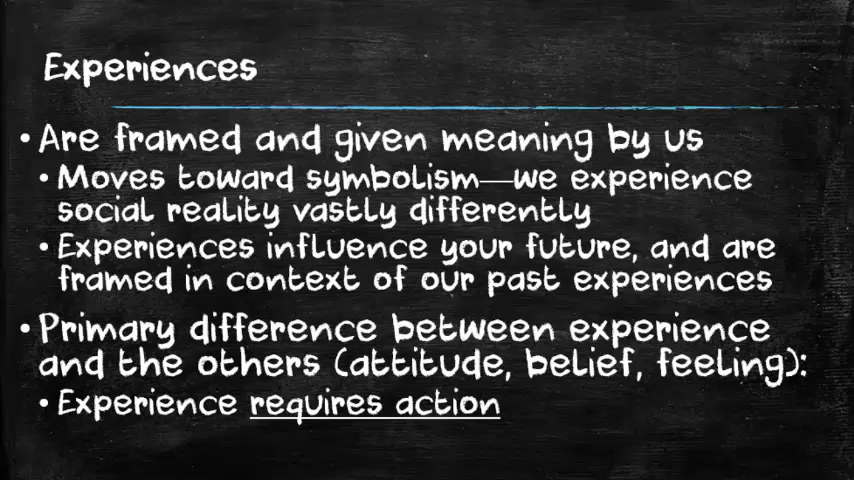 Experiences
• Are framed and given meaning by us
• Moves toward symbolism—we experience
social reality vastly differently
• Experiences influence your future, and are
framed in context of our past experiences
• Primary difference between experience
and the others (attitude, belief, feeling):
• Experience requires action